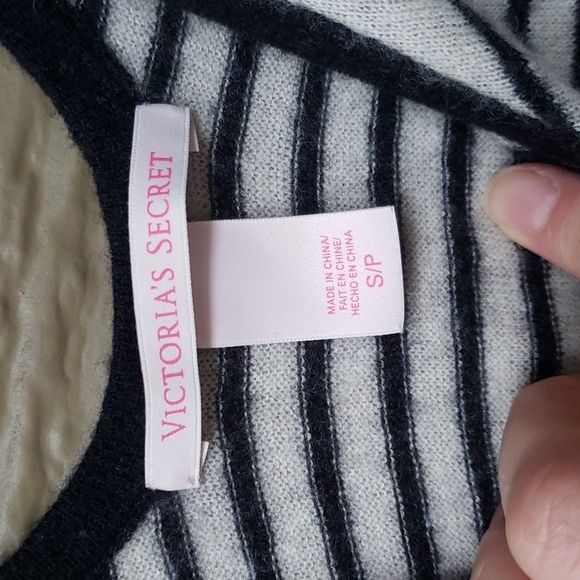 VICTORIA'S SECRET
MADE IN CHINA/
FAIT EN CHINE/
HECHO EN CHINA
S/P